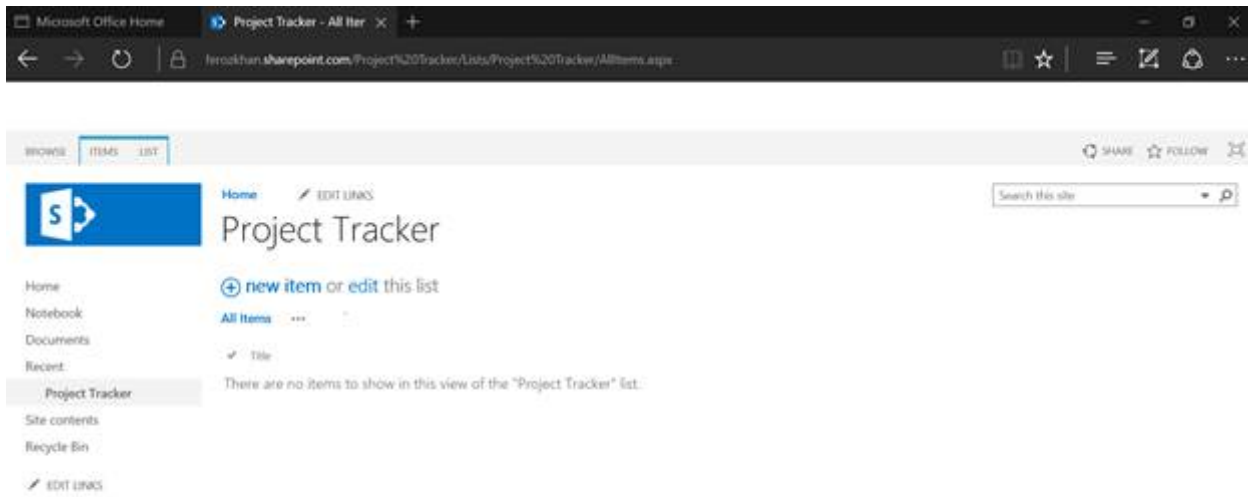 Microsoft Office Home
Project Tracker - All Iter
ferozkhan.sharepoint.com/Project%20Tracker/Lists/Project%20Tracker/AllItems.aspx
BROWSE ITEMS LIST
SHARE FOLLOW
S
Home EDIT LINKS
Search this site
Project Tracker
new item or edit this list
All Items ...
Title
There are no items to show in this view of the "Project Tracker" list.
Home
Notebook
Documents
Recent
Project Tracker
Site contents
Recycle Bin
EDIT LINKS